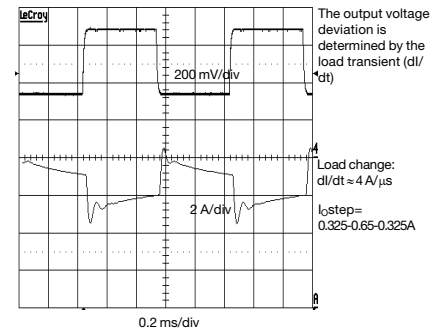 LeCroy
The output voltage
deviation is
determined by the
load transient (dI/
dt)
200 mV/div
4
Load change:
dI/dt ≈ 4 A/µs
2 A/div
IOstep=
0.325-0.65-0.325A
A
0.2 ms/div